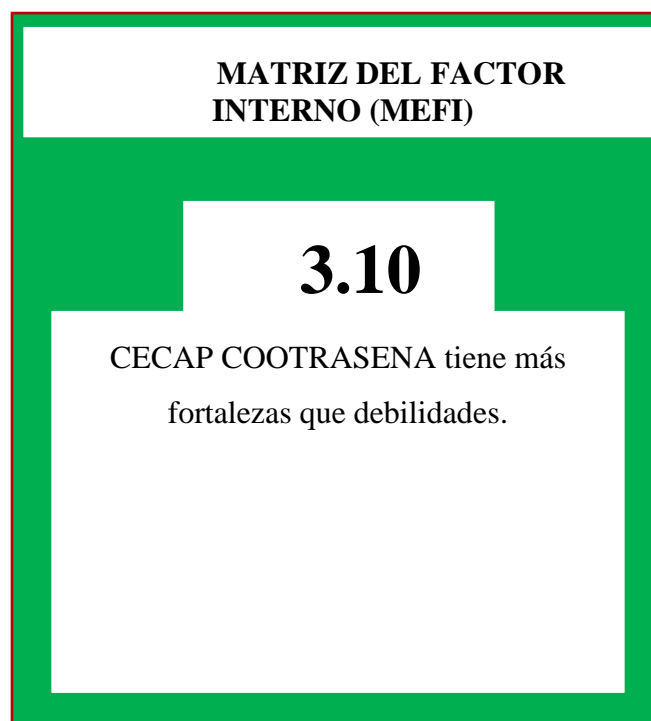 MATRIZ DEL FACTOR
INTERNO (MEFI)
3.10
CECAP COOTRASENA tiene más
fortalezas que debilidades.